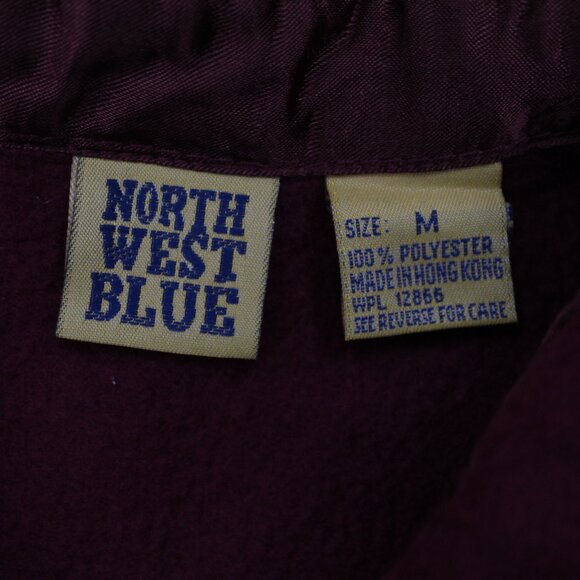 NORTH
WEST
BLUE
SIZE: M
100% POLYESTER
MADE IN HONG KONG
WPL 12866
SEE REVERSE FOR CARE